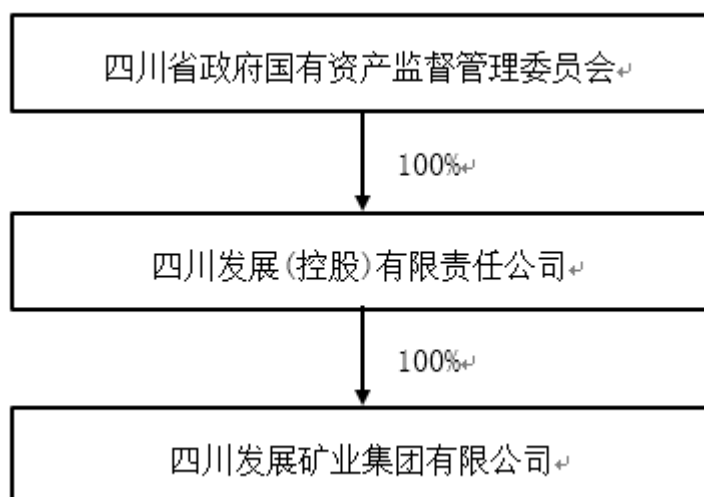 四川省政府国有资产监督管理委员会
100%
四川发展(控股)有限责任公司
100%
四川发展矿业集团有限公司